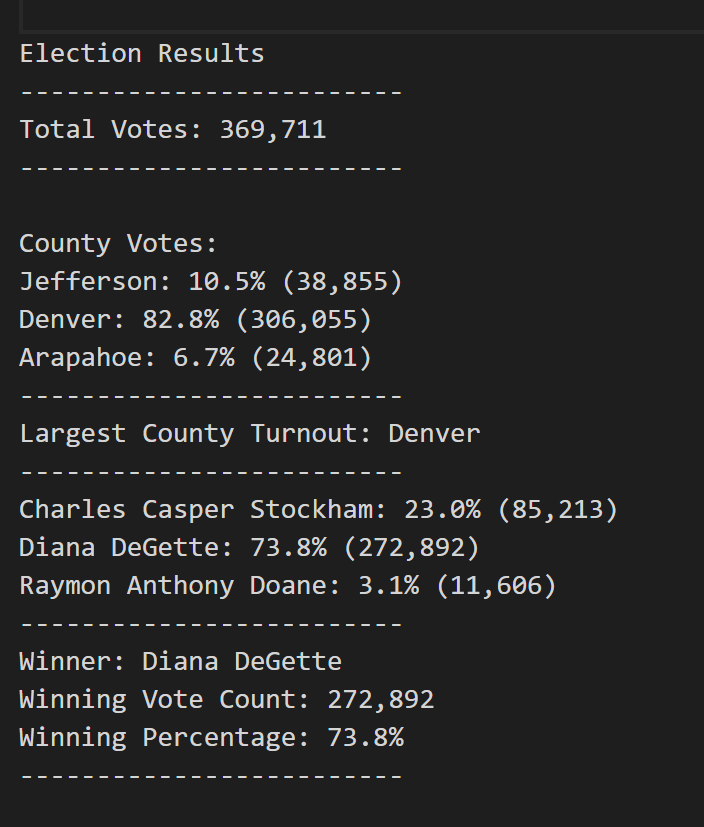 Election Results
-------------------------
Total Votes: 369,711
-------------------------

County Votes:
Jefferson: 10.5% (38,855)
Denver: 82.8% (306,055)
Arapahoe: 6.7% (24,801)
-------------------------
Largest County Turnout: Denver
-------------------------
Charles Casper Stockham: 23.0% (85,213)
Diana DeGette: 73.8% (272,892)
Raymon Anthony Doane: 3.1% (11,606)
-------------------------
Winner: Diana DeGette
Winning Vote Count: 272,892
Winning Percentage: 73.8%
-------------------------